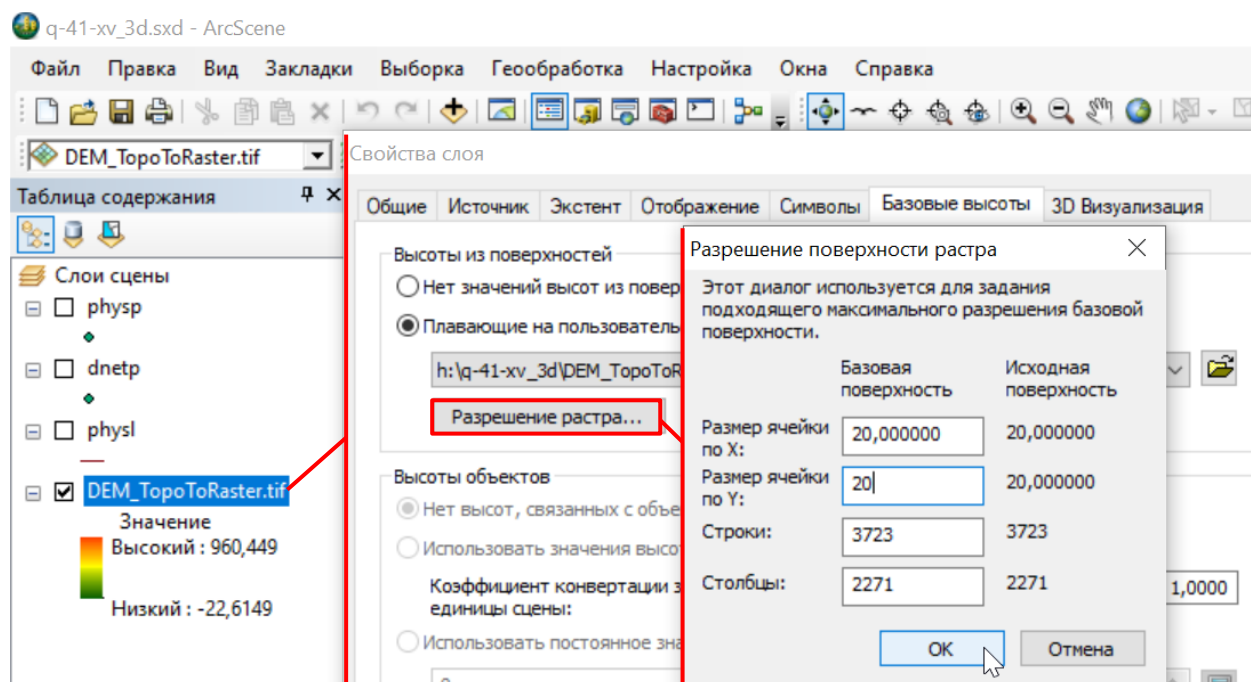 q-41-xv_3d.sxd - ArcScene
Файл Правка Вид Закладки Выборка Геообработка Настройка Окна Справка
DEM_TopoToRaster.tif
Таблица содержания
Слои сцены
physp
dnetp
physl
DEM_TopoToRaster.tif
Значение
Высокий : 960,449
Низкий : -22,6149
Свойства слоя
Общие Источник Экстент Отображение Символы Базовые высоты 3D Визуализация
Высоты из поверхностей
Нет значений высот из повер
Плавающие на пользователь
h:\q-41-xv_3d\DEM_TopoToR
Разрешение растра...
Высоты объектов
Нет высот, связанных с объе
Использовать значения высо
Коэффициент конвертации з
единицы сцены:
1,0000
Использовать постоянное зна
Разрешение поверхности растра
Этот диалог используется для задания
подходящего максимального разрешения базовой
поверхности.
Базовая Исходная
поверхность поверхность
Размер ячейки
по X:
20,000000 20,000000
Размер ячейки
по Y:
20 20,000000
Строки: 3723 3723
Столбцы: 2271 2271
OK Отмена